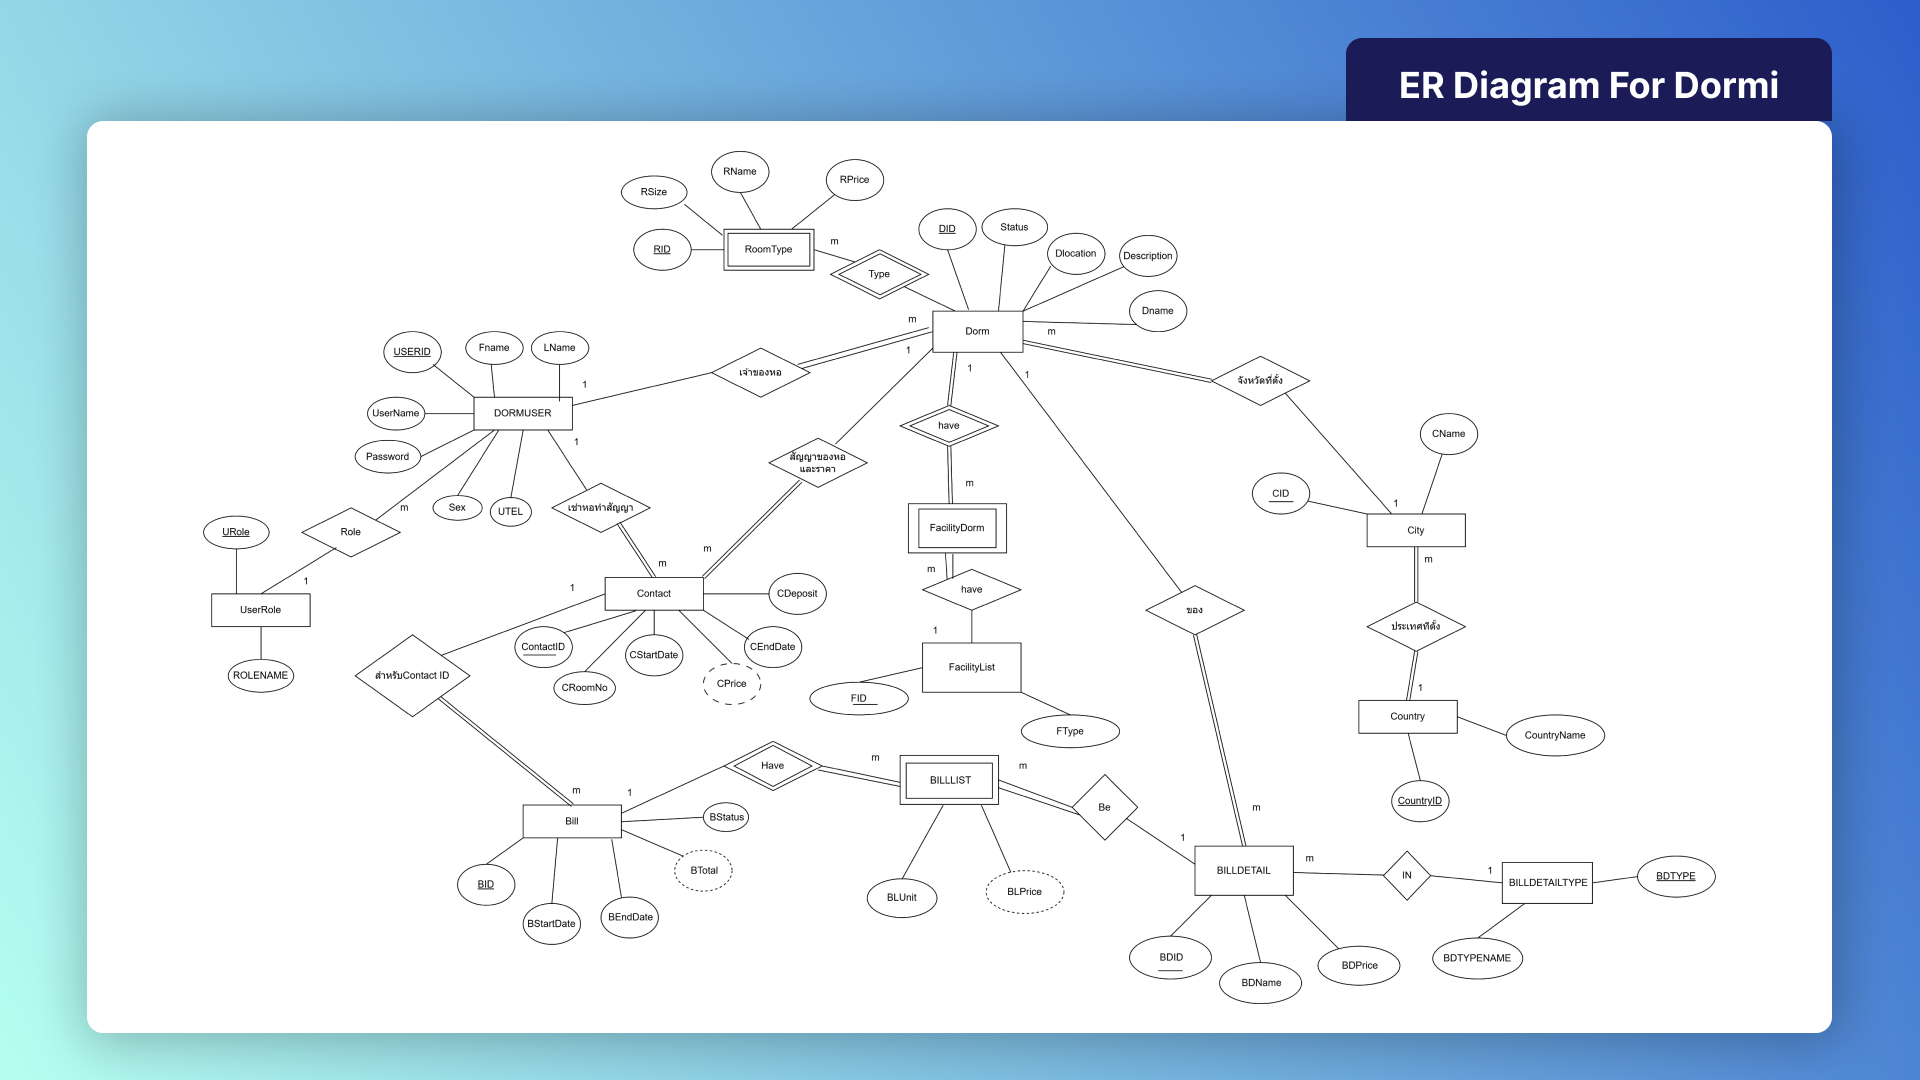 ER Diagram For Dormi
RName
RPrice
RSize
RID
RoomType
m
Type
DID
Status
Dlocation
Description
Dname
m
Dorm
m
1
1
1
USERID
Fname
LName
1
เจ้าของหอ
จังหวัดที่ตั้ง
UserName
DORMUSER
have
CName
Password
1
สัญญาของหอ
และราคา
m
CID
1
Sex
UTEL
m
เช่าหอทำสัญญา
URole
Role
FacilityDorm
City
m
m
m
m
1
1
have
Contact
CDeposit
UserRole
ของ
ประเทศที่ตั้ง
1
ContactID
CStartDate
CEndDate
FacilityList
ROLENAME
สำหรับContact ID
CRoomNo
CPrice
FID
1
Country
FType
CountryName
m
m
Have
BILLLIST
m
1
Be
CountryID
m
Bill
BStatus
1
BTotal
BLUnit
BLPrice
BILLDETAIL
m
IN
1
BILLDETAILTYPE
BDTYPE
BID
BStartDate
BEndDate
BDID
BDName
BDPrice
BDTYPENAME